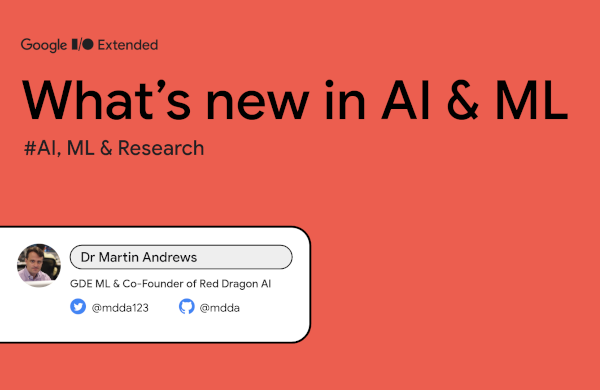 Google I/O Extended
What's new in AI & ML
#AI, ML & Research
Dr Martin Andrews
GDE ML & Co-Founder of Red Dragon AI
@mdda123 @mdda